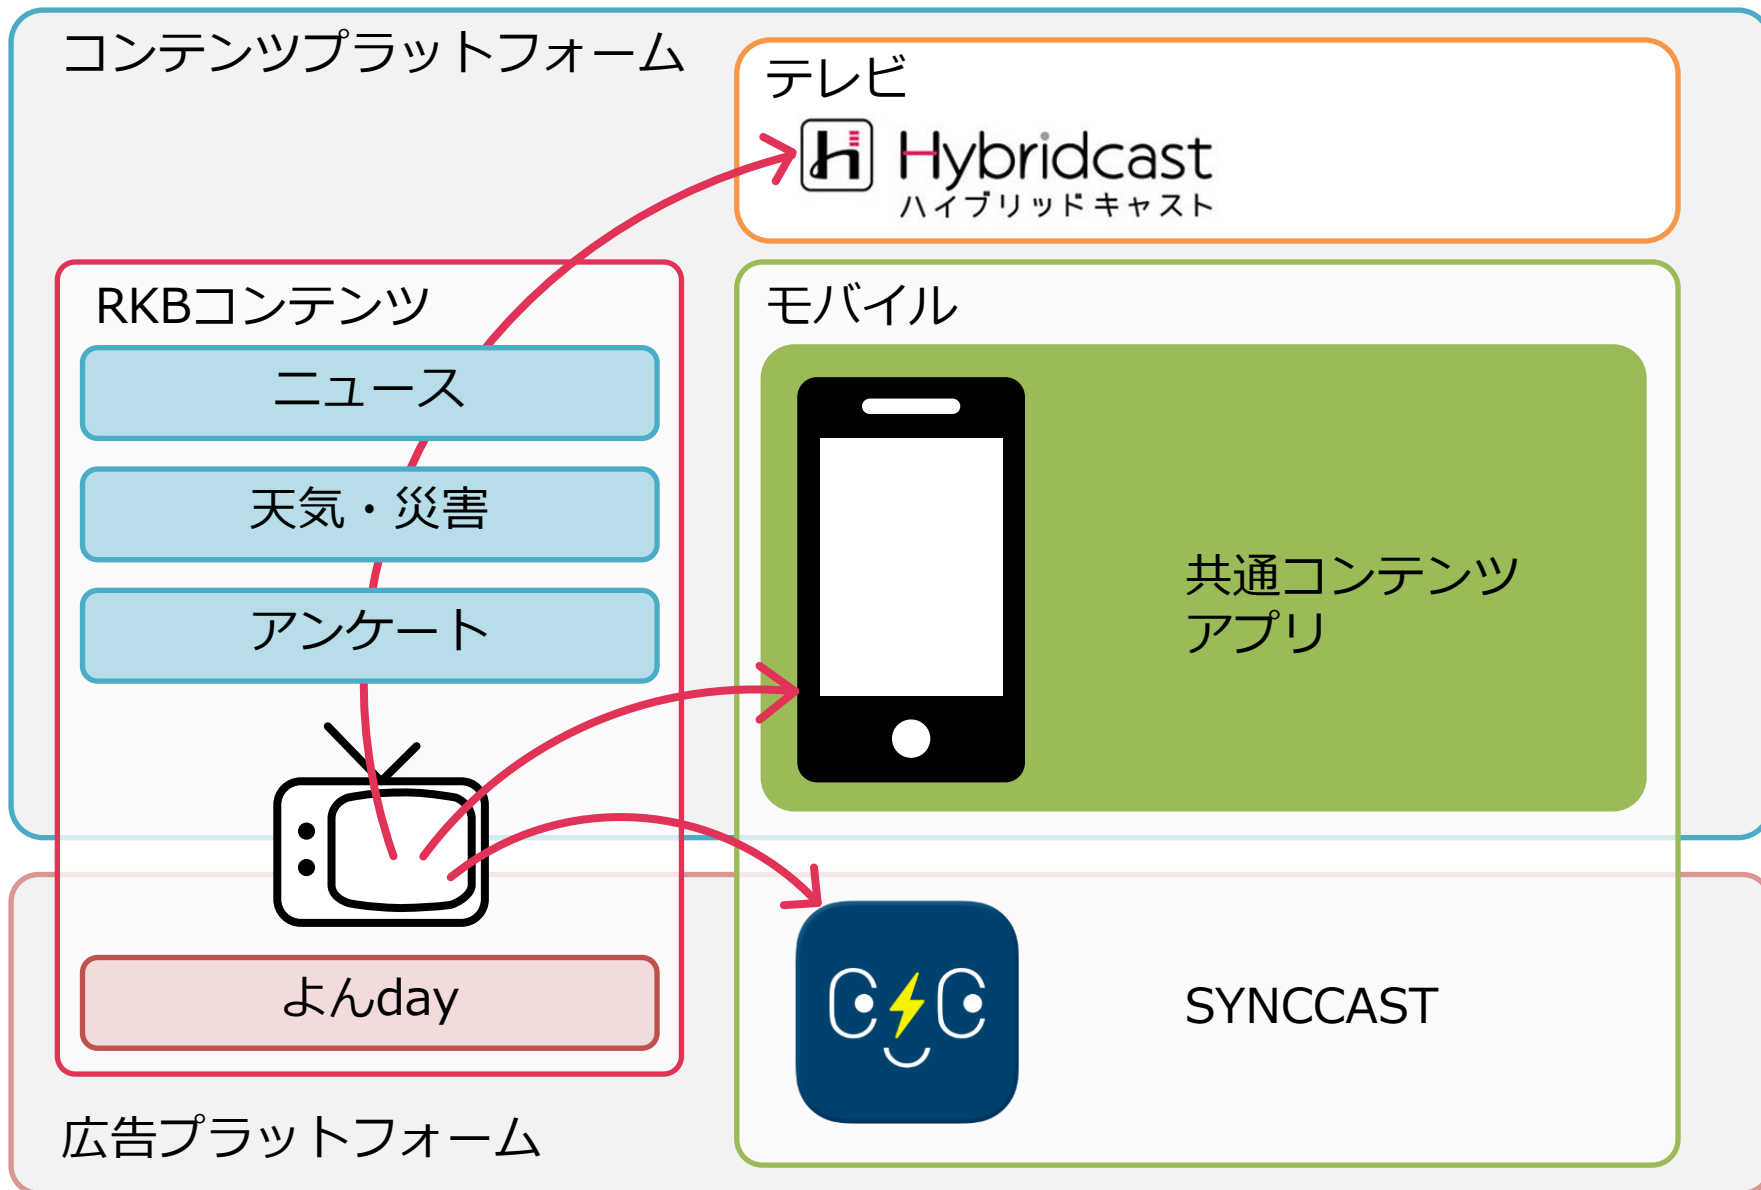 コンテンツプラットフォーム
テレビ
Hybridcast
ハイブリッドキャスト
RKBコンテンツ
ニュース
天気・災害
アンケート
よんday
モバイル
共通コンテンツ
アプリ
SYNCCAST
広告プラットフォーム